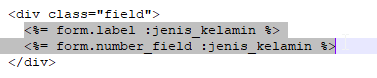 <div class="field">
<%= form.label :jenis_kelamin %>
<%= form.number_field :jenis_kelamin %>
</div>